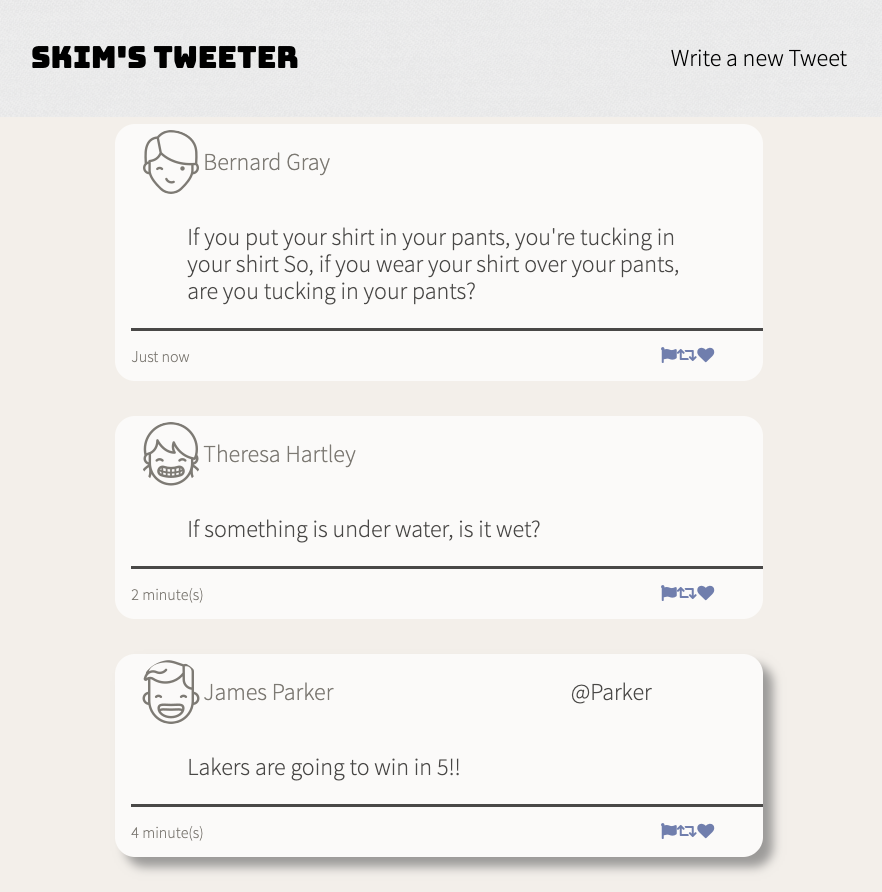 SKIM'S TWEETER
Write a new Tweet
Bernard Gray
If you put your shirt in your pants, you're tucking in
your shirt So, if you wear your shirt over your pants,
are you tucking in your pants?
Just now
Theresa Hartley
If something is under water, is it wet?
2 minute(s)
James Parker
@Parker
Lakers are going to win in 5!!
4 minute(s)